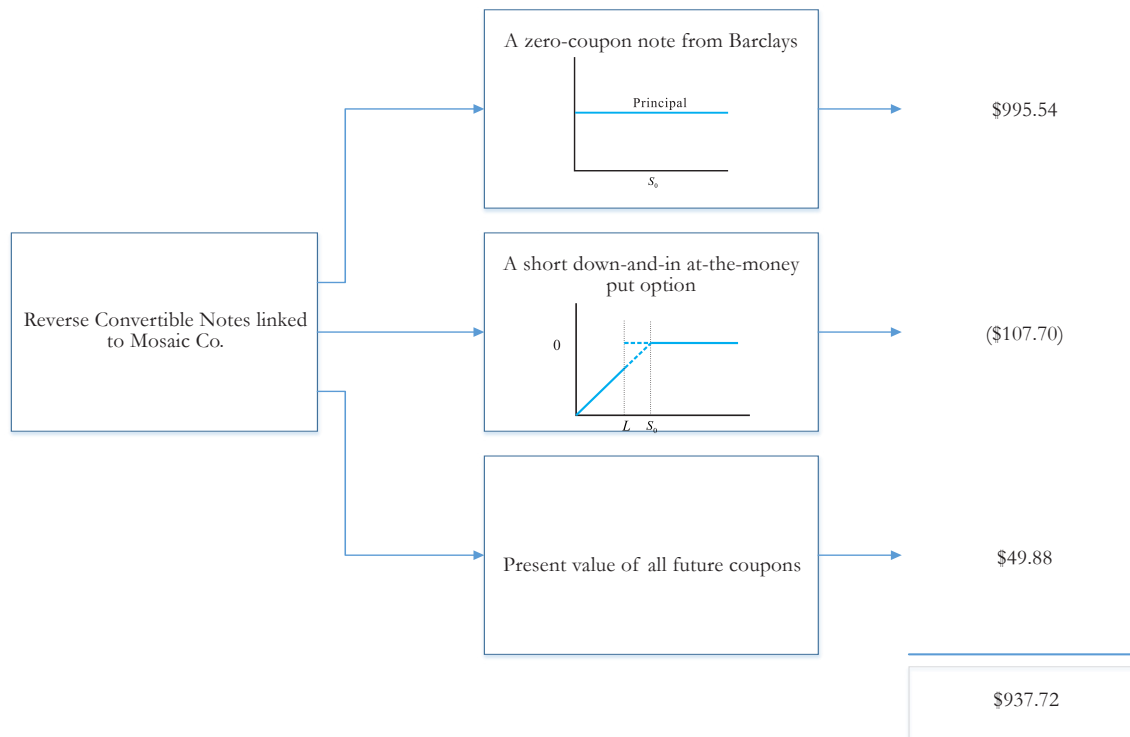 A zero-coupon note from Barclays
Principal
S₀
$995.54
Reverse Convertible Notes linked
to Mosaic Co.
A short down-and-in at-the-money
put option
0
L S₀
($107.70)
Present value of all future coupons
$49.88
$937.72